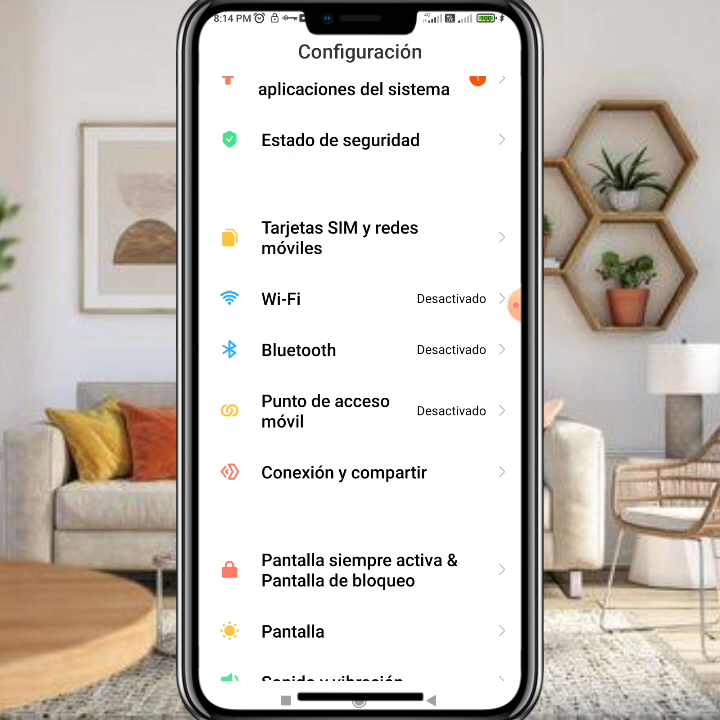 8:14 PM
Configuración
aplicaciones del sistema
Estado de seguridad
Tarjetas SIM y redes
móviles
Wi-Fi
Desactivado
Bluetooth
Desactivado
Punto de acceso
móvil
Desactivado
Conexión y compartir
Pantalla siempre activa &
Pantalla de bloqueo
Pantalla
Sonido y vibración